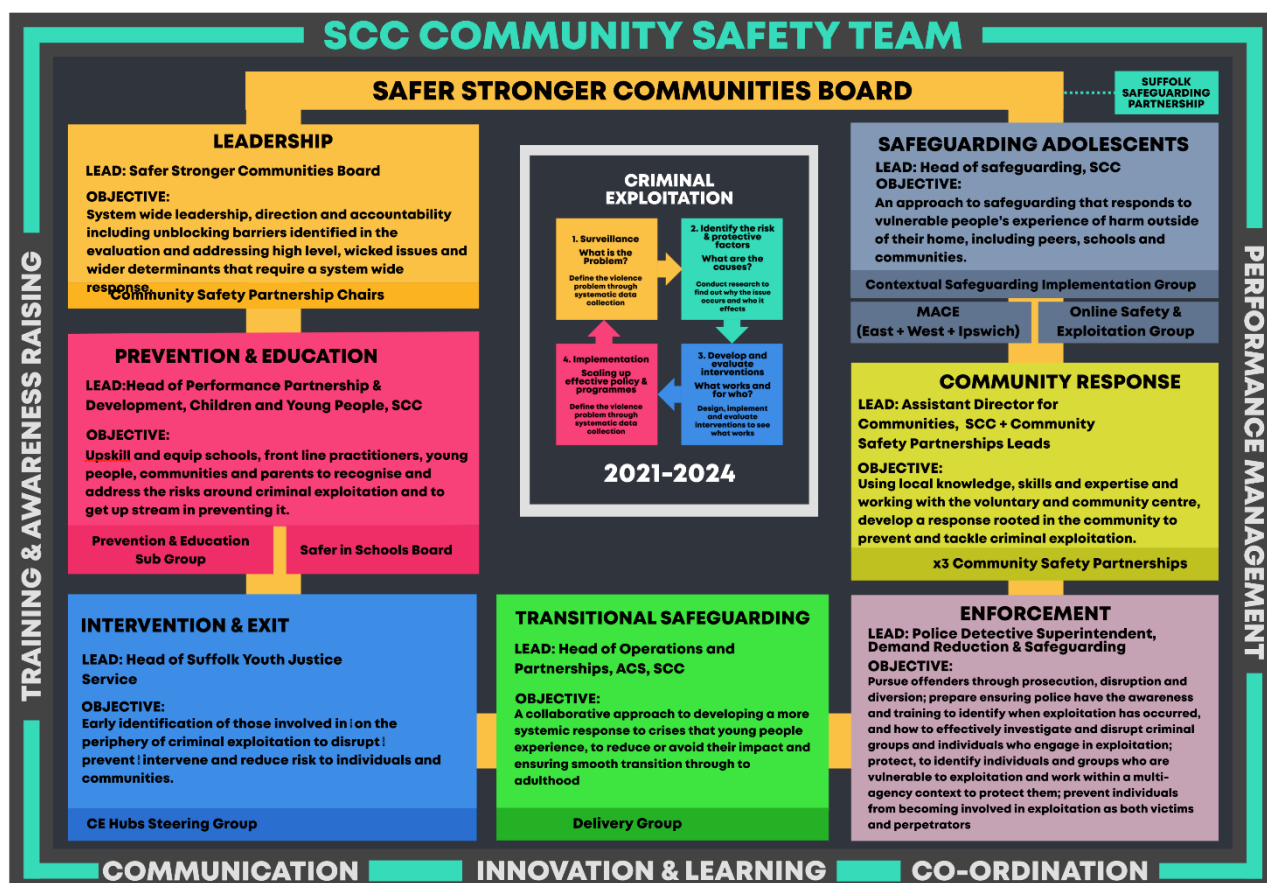 SCC COMMUNITY SAFETY TEAM
SAFER STRONGER COMMUNITIES BOARD
SUFFOLK
SAFEGUARDING
PARTNERSHIP
LEADERSHIP
LEAD: Safer Stronger Communities Board
OBJECTIVE:
System wide leadership, direction and accountability
including unblocking barriers identified in the
evaluation and addressing high level, wicked issues and
wider determinants that require a system wide
response.
Community Safety Partnership Chairs
PREVENTION & EDUCATION
LEAD:Head of Performance Partnership &
Development, Children and Young People, SCC
OBJECTIVE:
Upskill and equip schools, front line practitioners, young
people, communities and parents to recognise and
address the risks around criminal exploitation and to
get up stream in preventing it.
Prevention & Education
Sub Group
Safer in Schools Board
INTERVENTION & EXIT
LEAD: Head of Suffolk Youth Justice
Service
OBJECTIVE:
Early identification of those involved in¦on the
periphery of criminal exploitation to disrupt¦
prevent¦intervene and reduce risk to individuals and
communities.
CE Hubs Steering Group
CRIMINAL
EXPLOITATION
1. Surveillance
What is the
Problem?
Define the violence
problem through
systematic data
collection
2. Identify the risk
& protective
factors
What are the
causes?
Conduct research to
find out why the issue
occurs and who it
effects
3. Develop and
evaluate
interventions
What works and
for who?
Design, implement
and evaluate
interventions to see
what works
4. Implementation
Scaling up
effective policy &
programmes
Define the violence
problem through
systematic data
collection
2021-2024
TRANSITIONAL SAFEGUARDING
LEAD: Head of Operations and
Partnerships, ACS, SCC
OBJECTIVE:
A collaborative approach to developing a more
systemic response to crises that young people
experience, to reduce or avoid their impact and
ensuring smooth transition through to
adulthood
Delivery Group
SAFEGUARDING ADOLESCENTS
LEAD: Head of safeguarding, SCC
OBJECTIVE:
An approach to safeguarding that responds to
vulnerable people's experience of harm outside
of their home, including peers, schools and
communities.
Contextual Safeguarding Implementation Group
MACE
(East + West + Ipswich)
Online Safety &
Exploitation Group
COMMUNITY RESPONSE
LEAD: Assistant Director for
Communities, SCC + Community
Safety Partnerships Leads
OBJECTIVE:
Using local knowledge, skills and expertise and
working with the voluntary and community centre,
develop a response rooted in the community to
prevent and tackle criminal exploitation.
x3 Community Safety Partnerships
ENFORCEMENT
LEAD: Police Detective Superintendent,
Demand Reduction & Safeguarding
OBJECTIVE:
Pursue offenders through prosecution, disruption and
diversion; prepare ensuring police have the awareness
and training to identify when exploitation has occurred,
and how to effectively investigate and disrupt criminal
groups and individuals who engage in exploitation;
protect, to identify individuals and groups who are
vulnerable to exploitation and work within a multi-
agency context to protect them; prevent individuals
from becoming involved in exploitation as both victims
and perpetrators
TRAINING & AWARENESS RAISING
PERFORMANCE MANAGEMENT
COMMUNICATION
INNOVATION & LEARNING
CO-ORDINATION